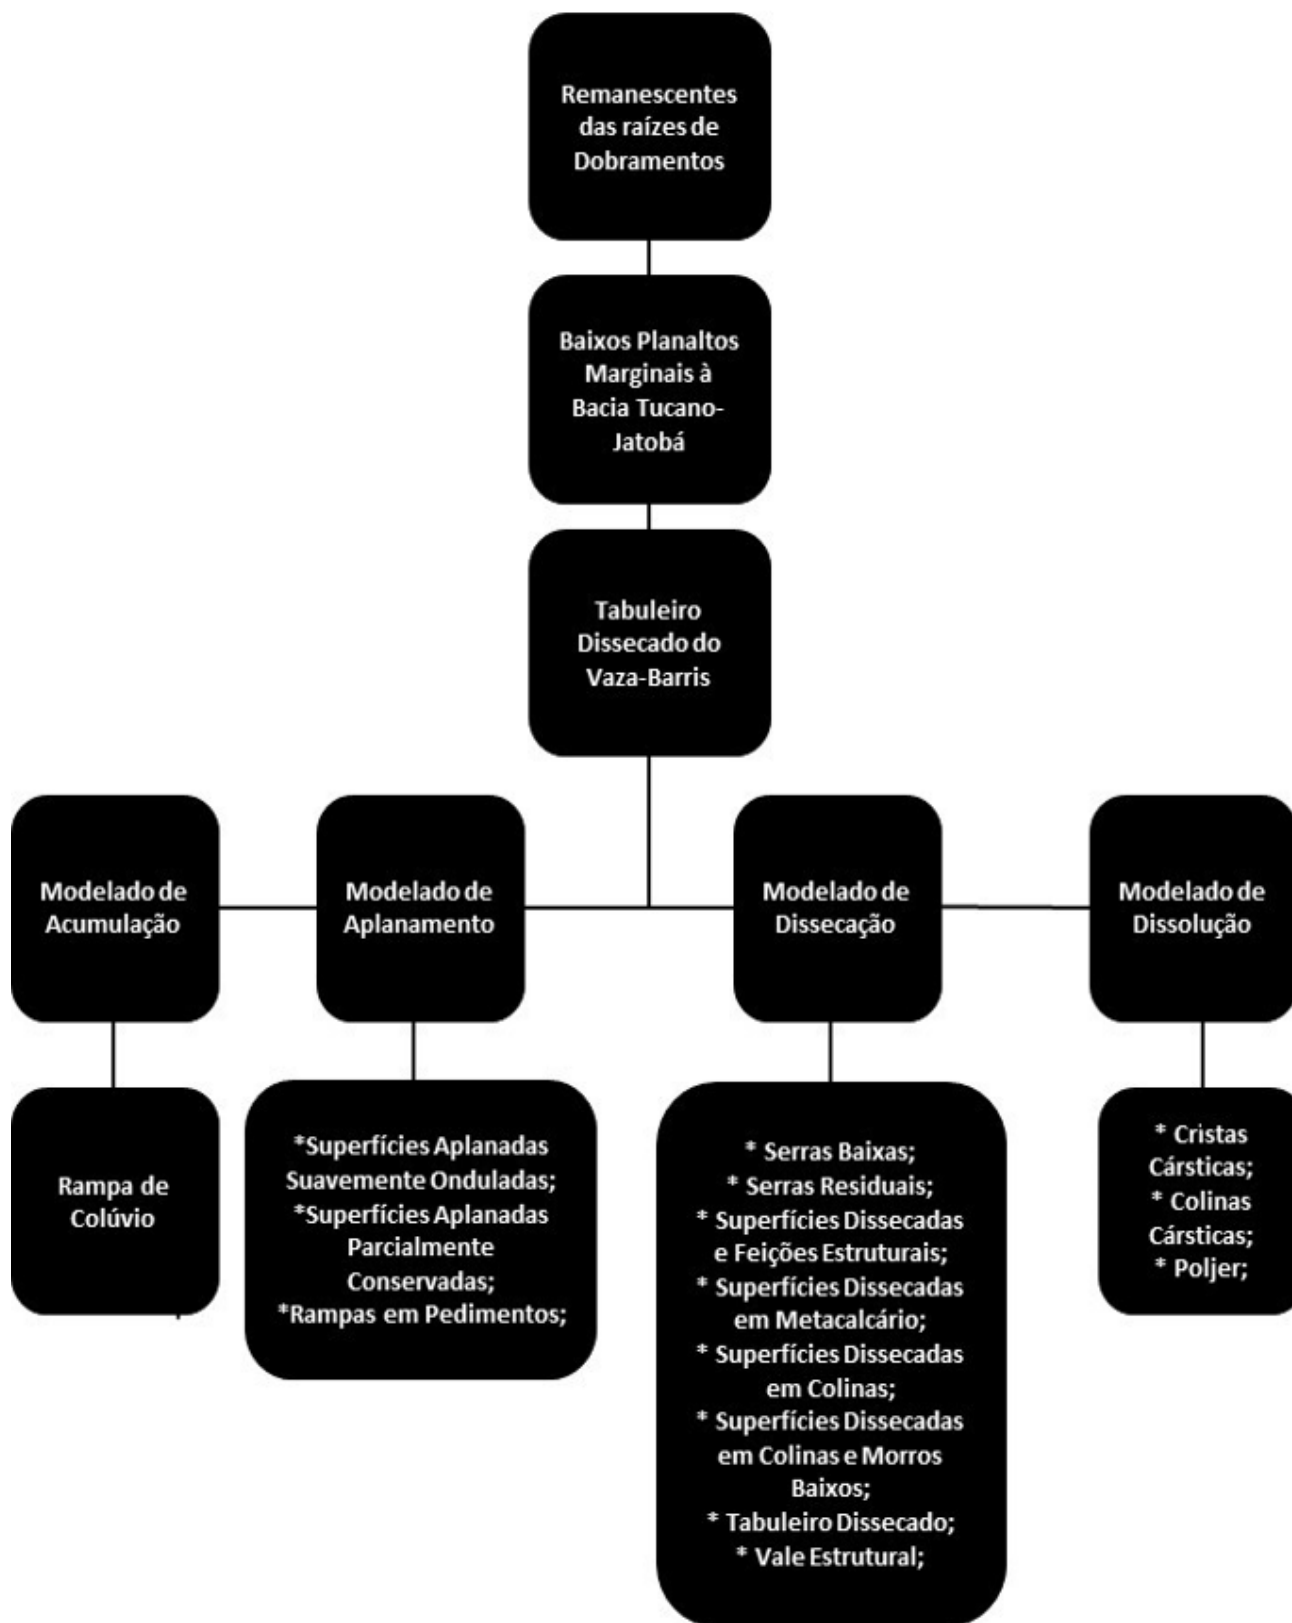 Remanescentes
das raízes de
Dobramentos
Baixos Planaltos
Marginais à
Bacia Tucano-
Jatobá
Tabuleiro
Dissecado do
Vaza-Barris
Modelado de
Acumulação
Modelado de
Aplanamento
Modelado de
Dissecação
Modelado de
Dissolução
Rampa de
Colúvio
*Superfícies Aplanadas
Suavemente Onduladas;
*Superfícies Aplanadas
Parcialmente
Conservadas;
*Rampas em Pedimentos;
* Serras Baixas;
* Serras Residuais;
* Superfícies Dissecadas
e Feições Estruturais;
* Superfícies Dissecadas
em Metacalcário;
* Superfícies Dissecadas
em Colinas;
* Superfícies Dissecadas
em Colinas e Morros
Baixos;
* Tabuleiro Dissecado;
* Vale Estrutural;
* Cristas
Cársticas;
* Colinas
Cársticas;
* Poljer;